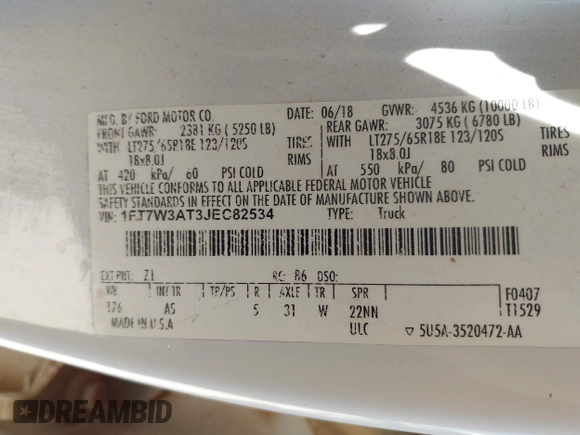 MFD. BY FORD MOTOR CO. DATE: 06/18 GVWR: 4536 KG (10000 LB)
FRONT GAWR: 2381 KG (5250 LB) REAR GAWR: 3075 KG (6780 LB)
WITH LT275/65R18E 123/120S TIRES WITH LT275/65R18E 123/120S TIRES
18x8.0J RIMS 18x8.0J RIMS
AT 420 kPa/ 60 PSI COLD AT 550 kPa/ 80 PSI COLD
THIS VEHICLE CONFORMS TO ALL APPLICABLE FEDERAL MOTOR VEHICLE
SAFETY STANDARDS IN EFFECT ON THE DATE OF MANUFACTURE SHOWN ABOVE.
VIN: 1FT7W3AT3JEC82534 TYPE: Truck
EXT PNT: Z1 RC: 86 DSO:
WB INT TR TP/PS R AXLE TR SPR F0407
176 AS 5 31 W 22NN T1529
MADE IN U.S.A ULC ▽ 5U5A-3520472-AA
DREAMBID